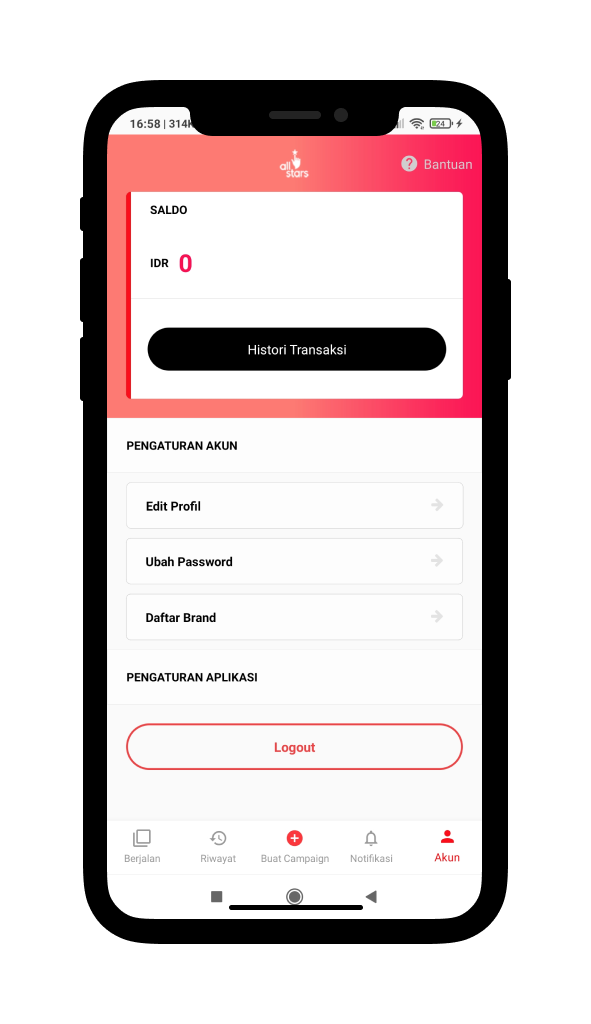 16:58 | 314K
24
all
stars
Bantuan
SALDO
IDR 0
Histori Transaksi
PENGATURAN AKUN
Edit Profil
Ubah Password
Daftar Brand
PENGATURAN APLIKASI
Logout
Berjalan
Riwayat
Buat Campaign
Notifikasi
Akun